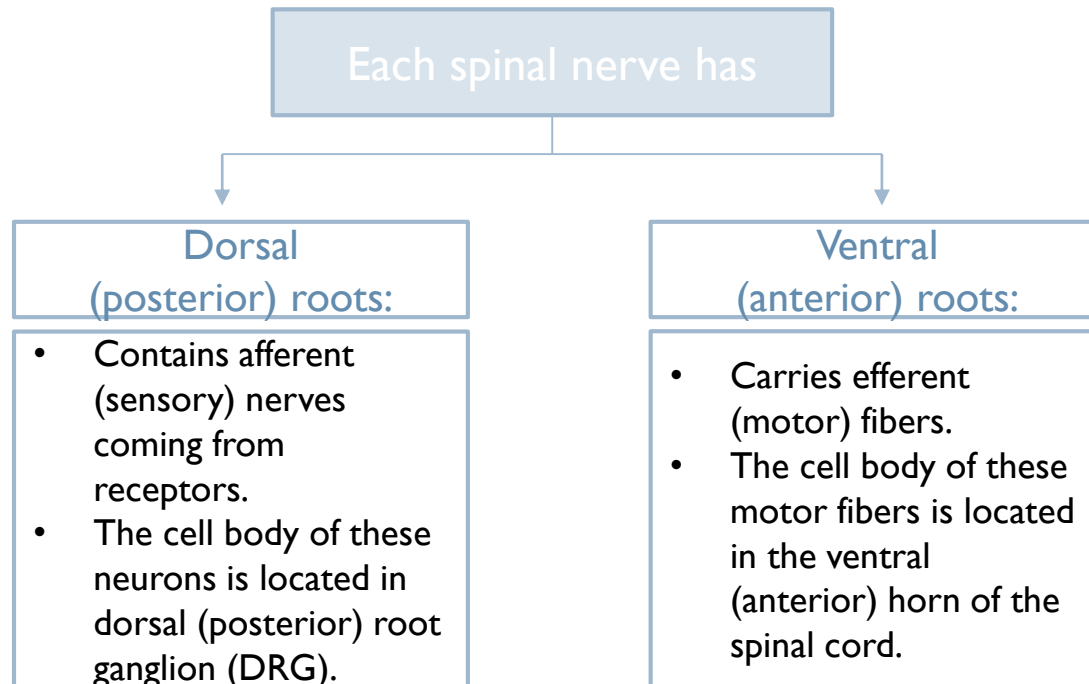 Each spinal nerve has
Dorsal
(posterior) roots:
• Contains afferent
(sensory) nerves
coming from
receptors.
• The cell body of these
neurons is located in
dorsal (posterior) root
ganglion (DRG).
Ventral
(anterior) roots:
• Carries efferent
(motor) fibers.
• The cell body of these
motor fibers is located
in the ventral
(anterior) horn of the
spinal cord.